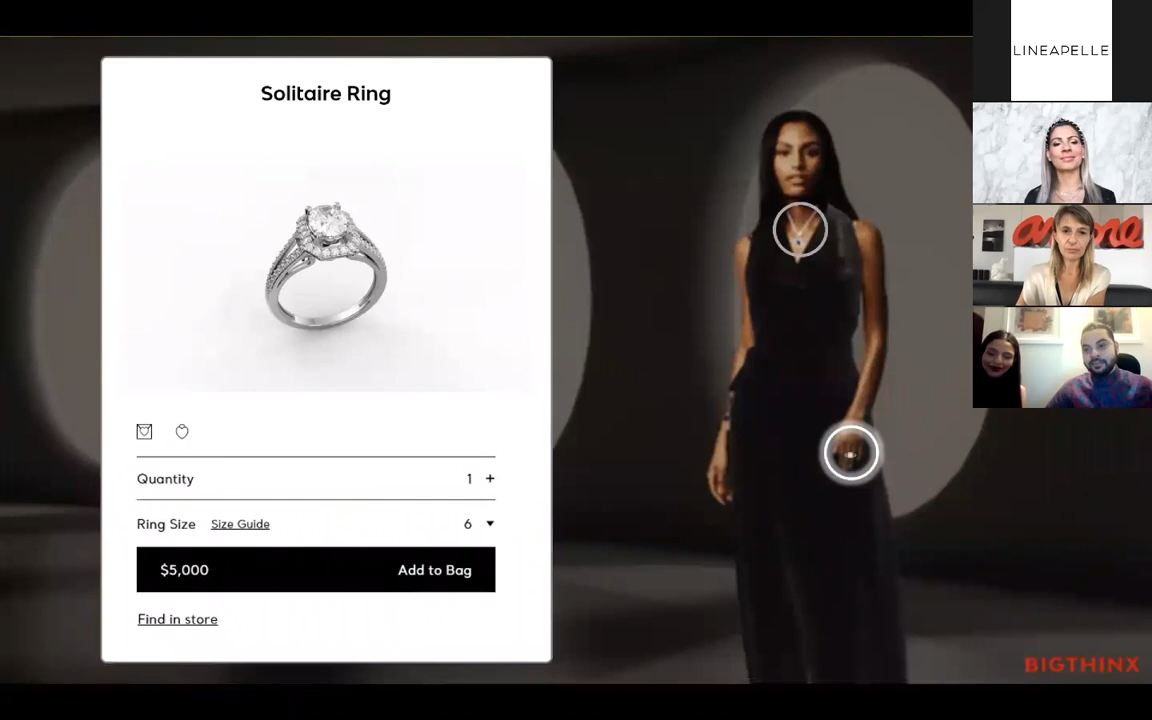 Solitaire Ring
Quantity 1 +
Ring Size Size Guide 6
$5,000 Add to Bag
Find in store
LINEAPELLE
amore
BIGTHINX